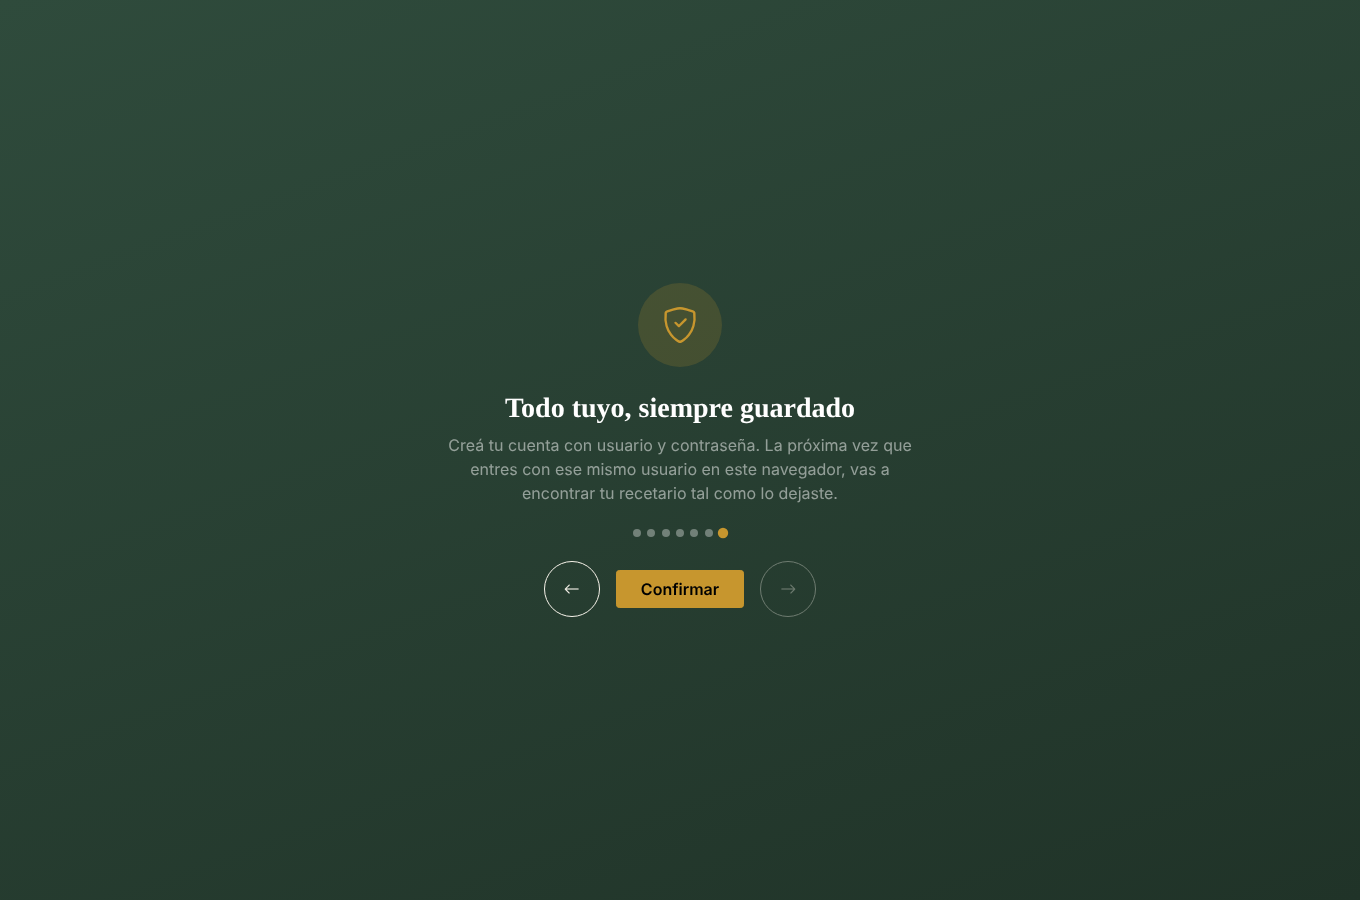 Todo tuyo, siempre guardado
Creá tu cuenta con usuario y contraseña. La próxima vez que
entres con ese mismo usuario en este navegador, vas a
encontrar tu recetario tal como lo dejaste.
Confirmar